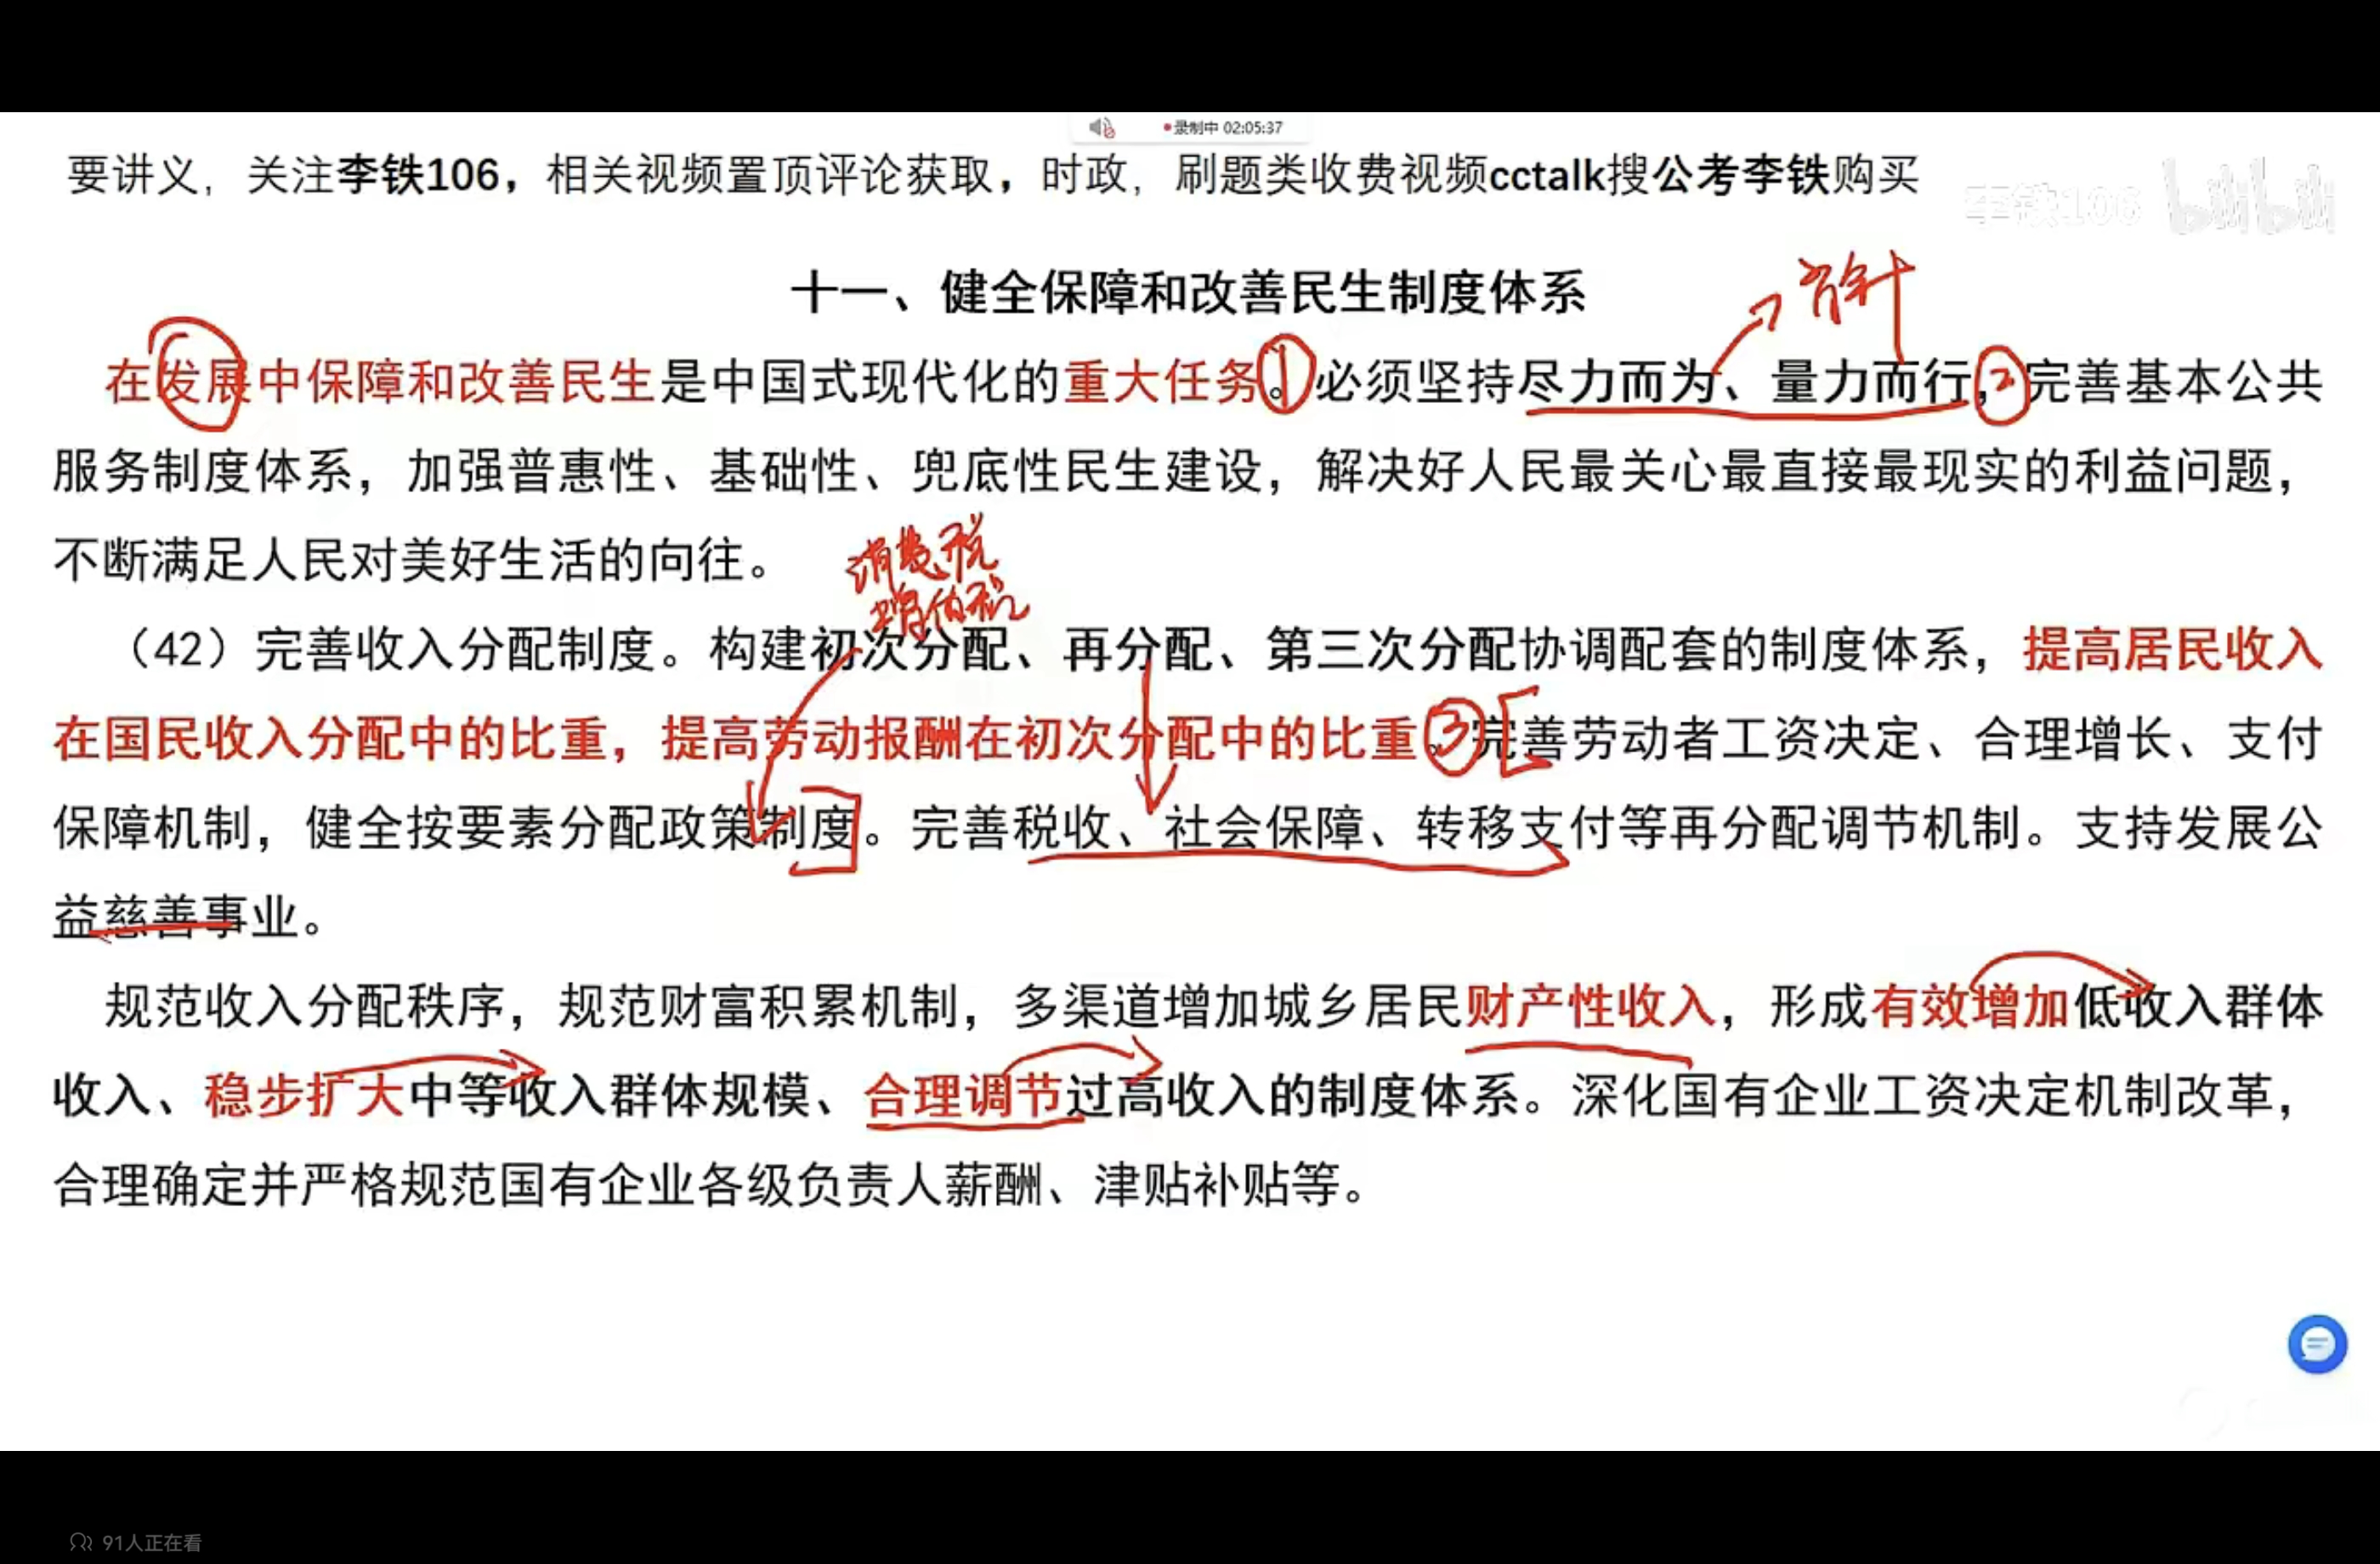 录制中 02:05:37
要讲义，关注李铁106，相关视频置顶评论获取，时政，刷题类收费视频cctalk搜公考李铁购买
李铁106 bilibili
十一、健全保障和改善民生制度体系
在发展中保障和改善民生是中国式现代化的重大任务。①必须坚持尽力而为、量力而行，②完善基本公共
服务制度体系，加强普惠性、基础性、兜底性民生建设，解决好人民最关心最直接最现实的利益问题，
不断满足人民对美好生活的向往。
消费税
增值税
（42）完善收入分配制度。构建初次分配、再分配、第三次分配协调配套的制度体系，提高居民收入
在国民收入分配中的比重，提高劳动报酬在初次分配中的比重。③完善劳动者工资决定、合理增长、支付
保障机制，健全按要素分配政策制度。完善税收、社会保障、转移支付等再分配调节机制。支持发展公
益慈善事业。
规范收入分配秩序，规范财富积累机制，多渠道增加城乡居民财产性收入，形成有效增加低收入群体
收入、稳步扩大中等收入群体规模、合理调节过高收入的制度体系。深化国有企业工资决定机制改革，
合理确定并严格规范国有企业各级负责人薪酬、津贴补贴等。
91人正在看